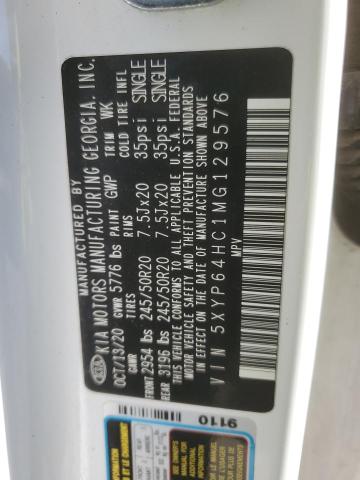 MANUFACTURED BY
KIA MOTORS MANUFACTURING GEORGIA, INC.
OCT/13/20 GVWR 5776 bs PAINT GWP TRIM WK
GAWR TIRES RIMS COLD TIRE INFL
FRONT 2954 bs 245/50R20 7.5Jx20 35psi SINGLE
REAR 3196 bs 245/50R20 7.5Jx20 35psi SINGLE
THIS VEHICLE CONFORMS TO ALL APPLICABLE U.S.A. FEDERAL
MOTOR VEHICLE SAFETY AND THEFT PREVENTION STANDARDS
IN EFFECT ON THE DATE OF MANUFACTURE SHOWN ABOVE
VIN 5XYP64HC1MG129576
MPV
9110